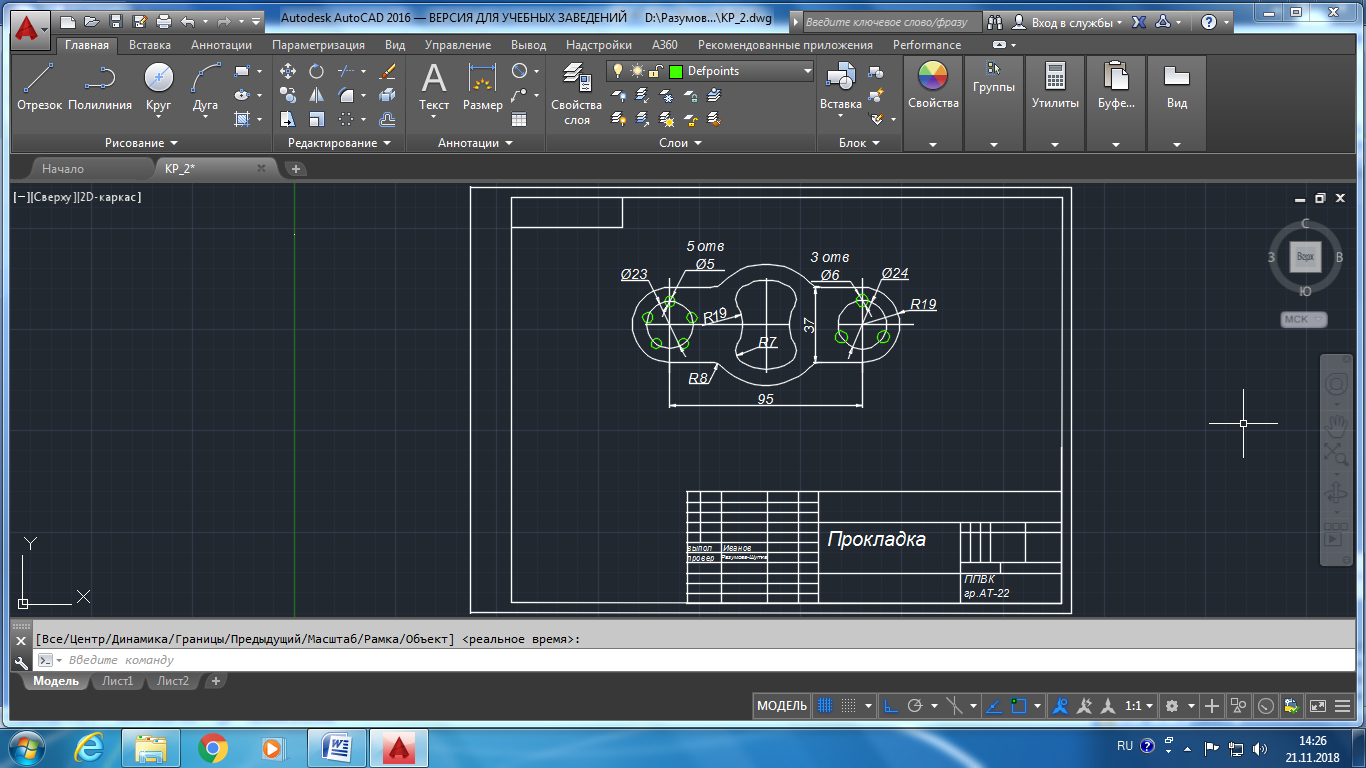 Autodesk AutoCAD 2016 — ВЕРСИЯ ДЛЯ УЧЕБНЫХ ЗАВЕДЕНИЙ D:\Разумов...\KP_2.dwg
Введите ключевое слово/фразу
Вход в службы
Главная Вставка Аннотации Параметризация Вид Управление Вывод Надстройки A360 Рекомендованные приложения Performance
Defpoints
Отрезок Полилиния Круг Дуга
Текст Размер
Свойства слоя
Вставка
Свойства
Группы
Утилиты
Буфе...
Вид
Рисование Редактирование Аннотации Слои Блок
Начало KP_2*
[−][Сверху][2D-каркас]
С
З Верх В
Ю
МСК
5 отв
Ø5
3 отв
Ø6
Ø23
Ø24
R19
R19
37
R7
R8
95
Прокладка
выпол Иванов
провер Разумова-Шутка
ППВК
гр.АТ-22
Y
X
[Все/Центр/Динамика/Границы/Предыдущий/Масштаб/Рамка/Объект] <реальное время>:
Введите команду
Модель Лист1 Лист2
МОДЕЛЬ
1:1
RU
14:26
21.11.2018